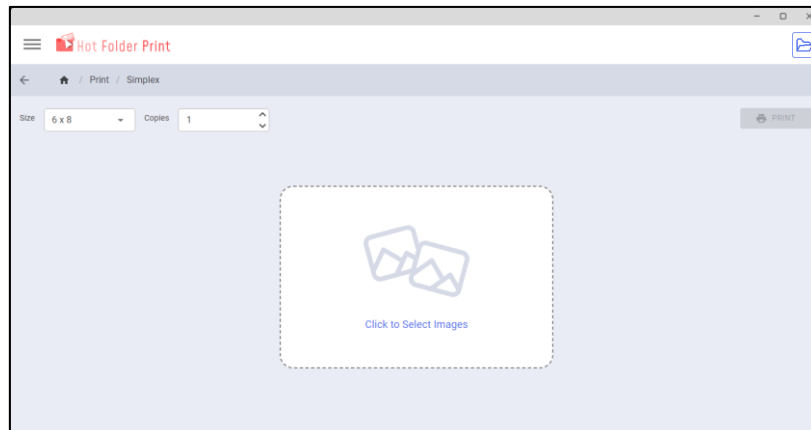 Hot Folder Print
/ Print / Simplex
Size 6 x 8 Copies 1 PRINT
Click to Select Images